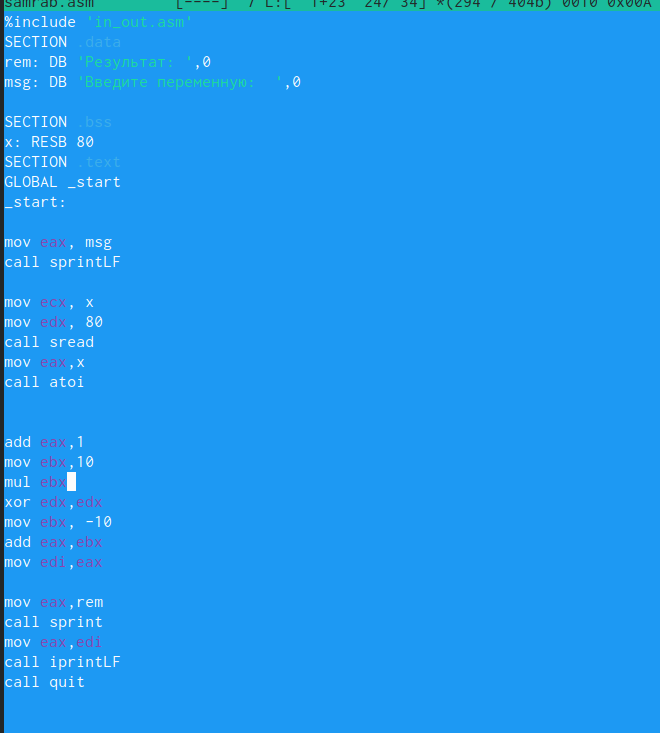 samrab.asm [----] 7 L:[ 1+23 24/ 34] *(294 / 404b) 0010 0x00A
%include 'in_out.asm'
SECTION .data
rem: DB 'Результат: ',0
msg: DB 'Введите переменную:  ',0
SECTION .bss
x: RESB 80
SECTION .text
GLOBAL _start
_start:
mov eax, msg
call sprintLF
mov ecx, x
mov edx, 80
call sread
mov eax,x
call atoi
add eax,1
mov ebx,10
mul ebx
xor edx,edx
mov ebx, -10
add eax,ebx
mov edi,eax
mov eax,rem
call sprint
mov eax,edi
call iprintLF
call quit